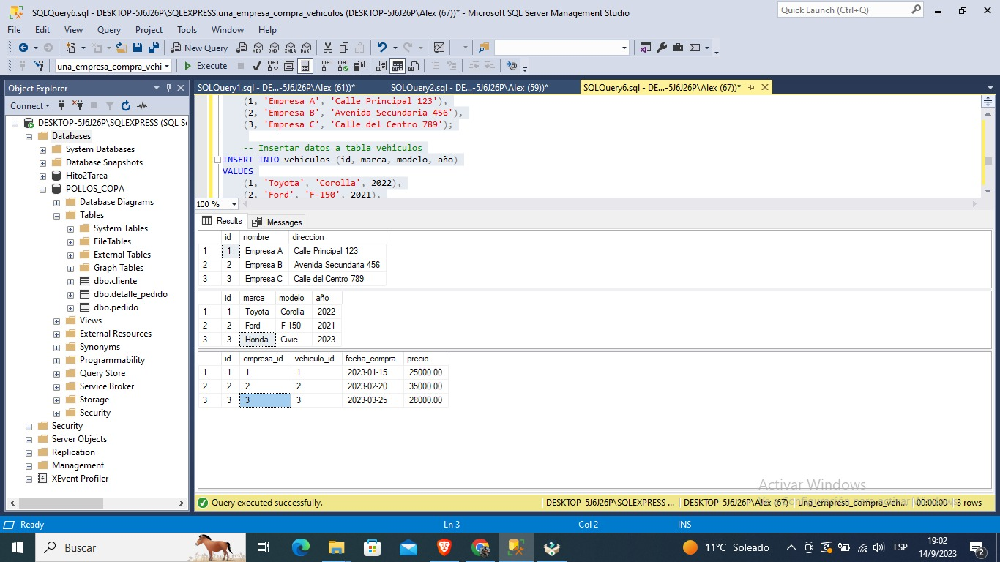 SQLQuery6.sql - DESKTOP-5J6J26P\SQLEXPRESS.una_empresa_compra_vehiculos (DESKTOP-5J6J26P\Alex (67))* - Microsoft SQL Server Management Studio
Quick Launch (Ctrl+Q)
File Edit View Query Project Tools Window Help
New Query MDX DMX XMLA DAX
una_empresa_compra_vehi Execute
Object Explorer
SQLQuery1.sql - DE...-5J6J26P\Alex (61))* SQLQuery2.sql - DE...-5J6J26P\Alex (59))* SQLQuery6.sql - DE...-5J6J26P\Alex (67))*
Connect
DESKTOP-5J6J26P\SQLEXPRESS (SQL Se
Databases
System Databases
Database Snapshots
Hito2Tarea
POLLOS_COPA
Database Diagrams
Tables
System Tables
FileTables
External Tables
Graph Tables
dbo.cliente
dbo.detalle_pedido
dbo.pedido
Views
External Resources
Synonyms
Programmability
Query Store
Service Broker
Storage
Security
Security
Server Objects
Replication
Management
XEvent Profiler
(1, 'Empresa A', 'Calle Principal 123'),
(2, 'Empresa B', 'Avenida Secundaria 456'),
(3, 'Empresa C', 'Calle del Centro 789');
-- Insertar datos a tabla vehiculos
INSERT INTO vehiculos (id, marca, modelo, año)
VALUES
(1, 'Toyota', 'Corolla', 2022),
(2, 'Ford', 'F-150', 2021),
100 %
Results Messages
id nombre direccion
1 1 Empresa A Calle Principal 123
2 2 Empresa B Avenida Secundaria 456
3 3 Empresa C Calle del Centro 789
id marca modelo año
1 1 Toyota Corolla 2022
2 2 Ford F-150 2021
3 3 Honda Civic 2023
id empresa_id vehiculo_id fecha_compra precio
1 1 1 1 2023-01-15 25000.00
2 2 2 2 2023-02-20 35000.00
3 3 3 3 2023-03-25 28000.00
Activar Windows
Query executed successfully. DESKTOP-5J6J26P\SQLEXPRESS ... DESKTOP-5J6J26P\Alex (67) una_empresa_compra_veh... 00:00:00 3 rows
Ready Ln 3 Col 2 INS
Buscar 11°C Soleado ESP 19:02
14/9/2023 2